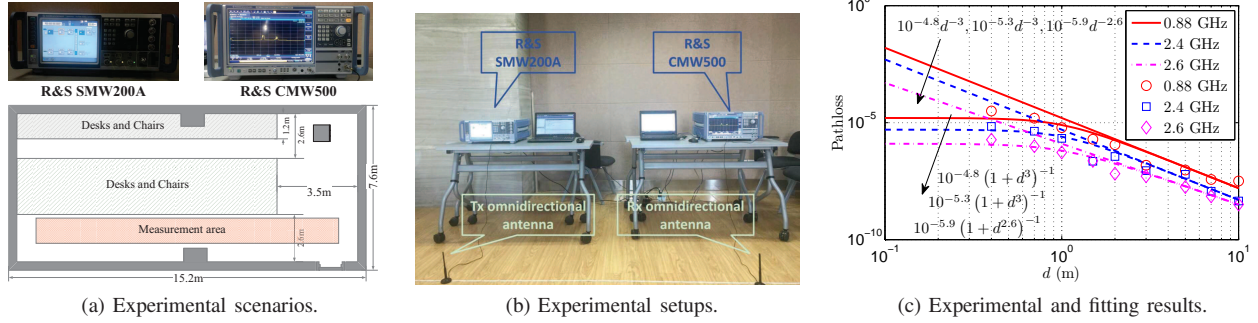 R&S SMW200A
R&S CMW500
Desks and Chairs
1.2m
2.6m
Desks and Chairs
3.5m
7.6m
Measurement area
2.6m
15.2m
(a) Experimental scenarios.
R&S
SMW200A
R&S
CMW500
Tx omnidirectional
antenna
Rx omnidirectional
antenna
(b) Experimental setups.
10^{-4.8}d^{-3}, 10^{-5.3}d^{-3}, 10^{-5.9}d^{-2.6}
0.88 GHz
2.4 GHz
2.6 GHz
0.88 GHz
2.4 GHz
2.6 GHz
10^0
10^{-5}
10^{-10}
Pathloss
10^{-4.8} (1+d^3)^{-1}
10^{-5.3} (1+d^3)^{-1}
10^{-5.9} (1+d^{2.6})^{-1}
10^{-1}
10^0
10^1
d (m)
(c) Experimental and fitting results.